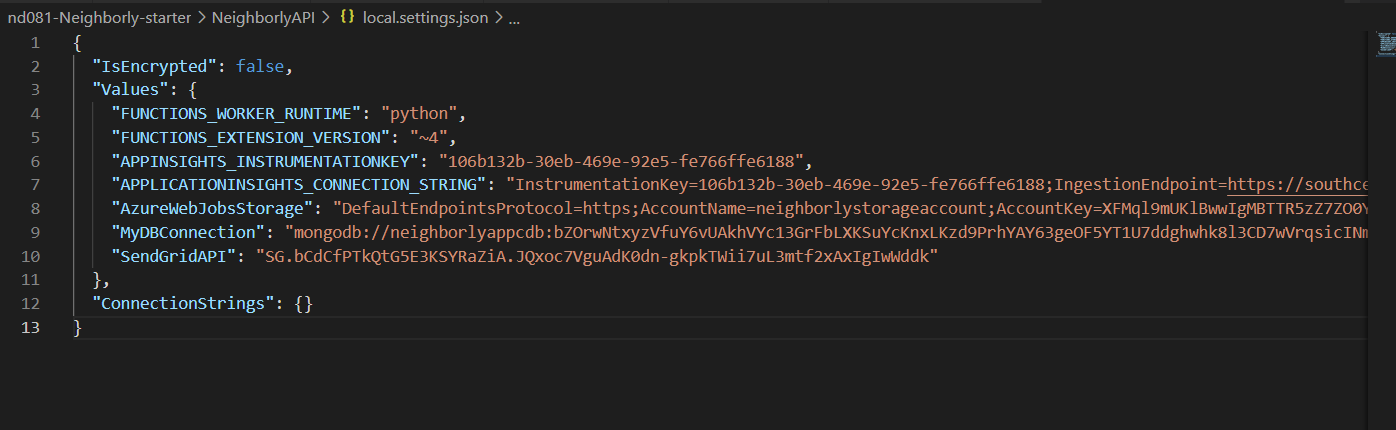 nd081-Neighborly-starter > NeighborlyAPI > {} local.settings.json > ...
1 {
2 "IsEncrypted": false,
3 "Values": {
4 "FUNCTIONS_WORKER_RUNTIME": "python",
5 "FUNCTIONS_EXTENSION_VERSION": "~4",
6 "APPINSIGHTS_INSTRUMENTATIONKEY": "106b132b-30eb-469e-92e5-fe766ffe6188",
7 "APPLICATIONINSIGHTS_CONNECTION_STRING": "InstrumentationKey=106b132b-30eb-469e-92e5-fe766ffe6188;IngestionEndpoint=https://southce
8 "AzureWebJobsStorage": "DefaultEndpointsProtocol=https;AccountName=neighborlystorageaccount;AccountKey=XFMql9mUKlBwwIgMBTTR5zZ7ZO0Y
9 "MyDBConnection": "mongodb://neighborlyappcdb:bZOrwNtxyzVfuY6vUAkhVYc13GrFbLXKSuYcKnxLKzd9PrhYAY63geOF5YT1U7ddghwhk8l3CD7wVrqsicINm
10 "SendGridAPI": "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"
11 },
12 "ConnectionStrings": {}
13 }